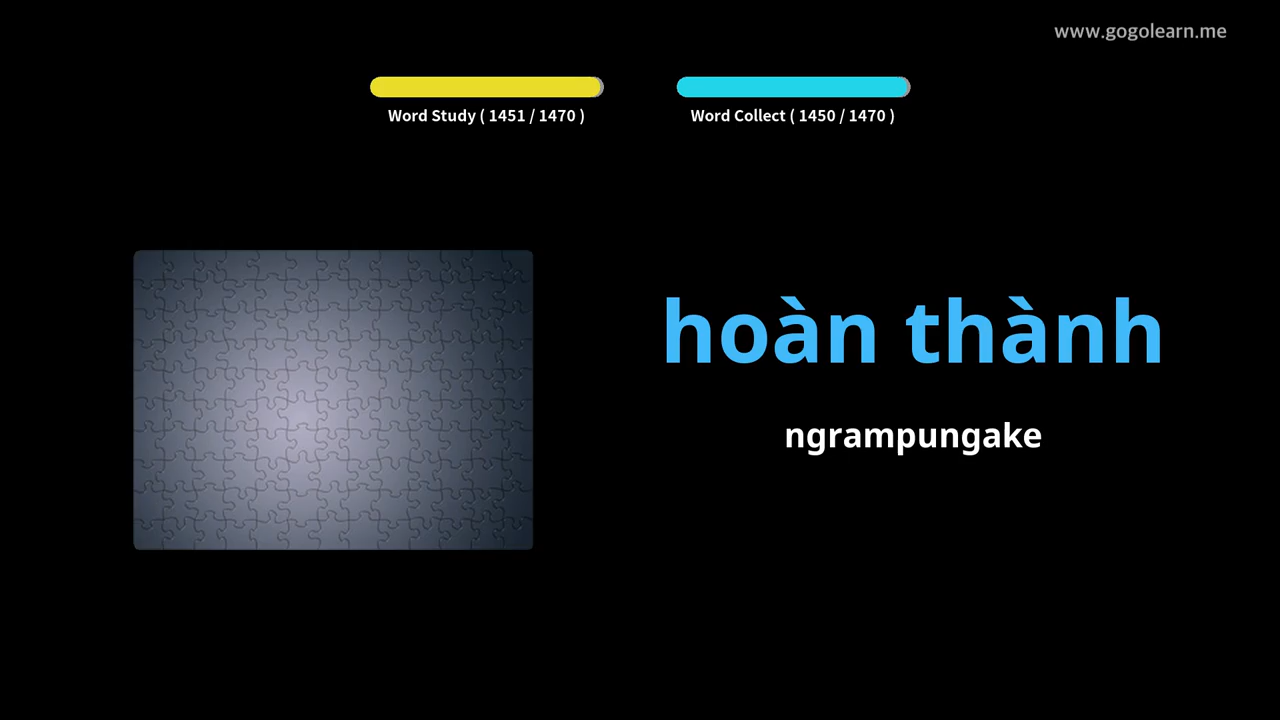 www.gogolearn.me
Word Study ( 1451 / 1470 )
Word Collect ( 1450 / 1470 )
hoàn thành
ngrampungake